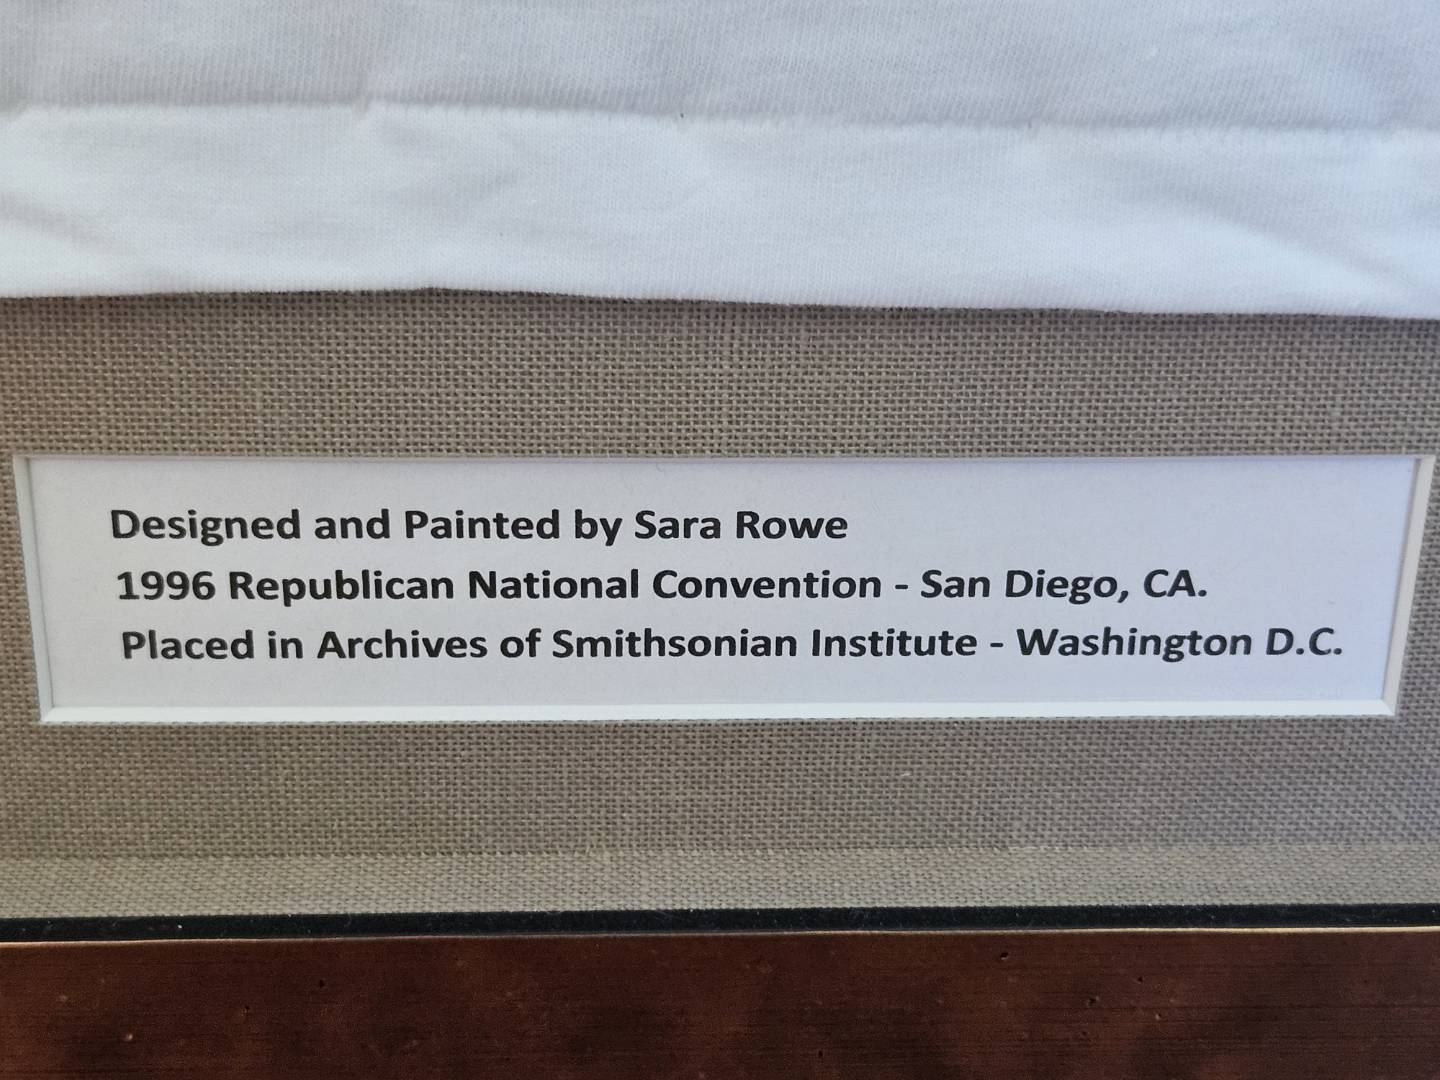 Designed and Painted by Sara Rowe
1996 Republican National Convention - San Diego, CA.
Placed in Archives of Smithsonian Institute - Washington D.C.